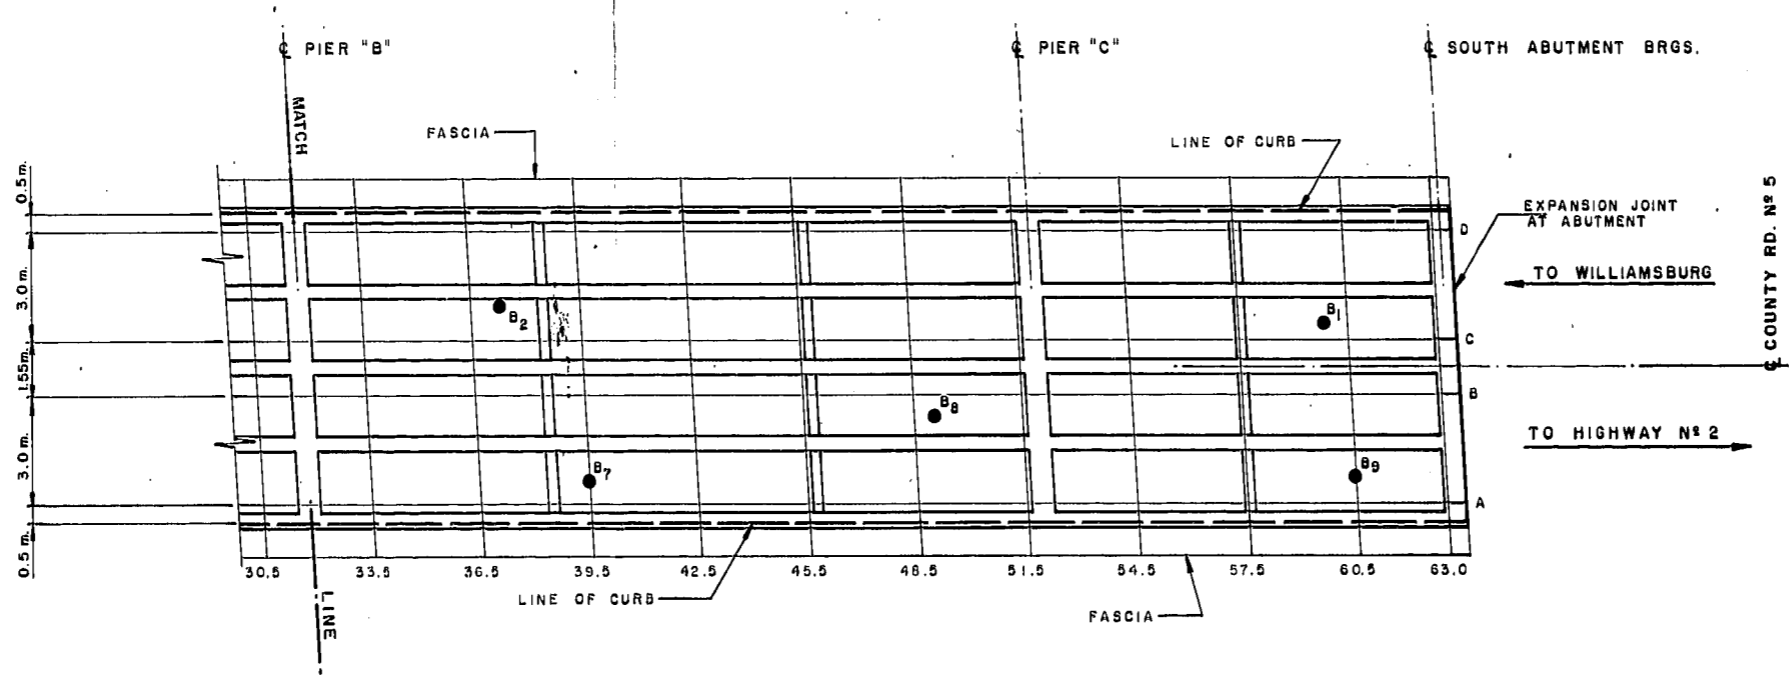 ℄ PIER "B"
℄ PIER "C"
℄ SOUTH ABUTMENT BRGS.
MATCH
FASCIA
LINE OF CURB
EXPANSION JOINT
AT ABUTMENT
℄ COUNTY RD. Nº 5
TO WILLIAMSBURG
TO HIGHWAY Nº 2
0.5 m.
3.0 m.
1.55 m.
3.0 m.
0.5 m.
D
C
B
A
B2
B1
B8
B7
B9
30.5 33.5 36.5 39.5 42.5 45.5 48.5 51.5 54.5 57.5 60.5 63.0
LINE OF CURB
FASCIA
LINE